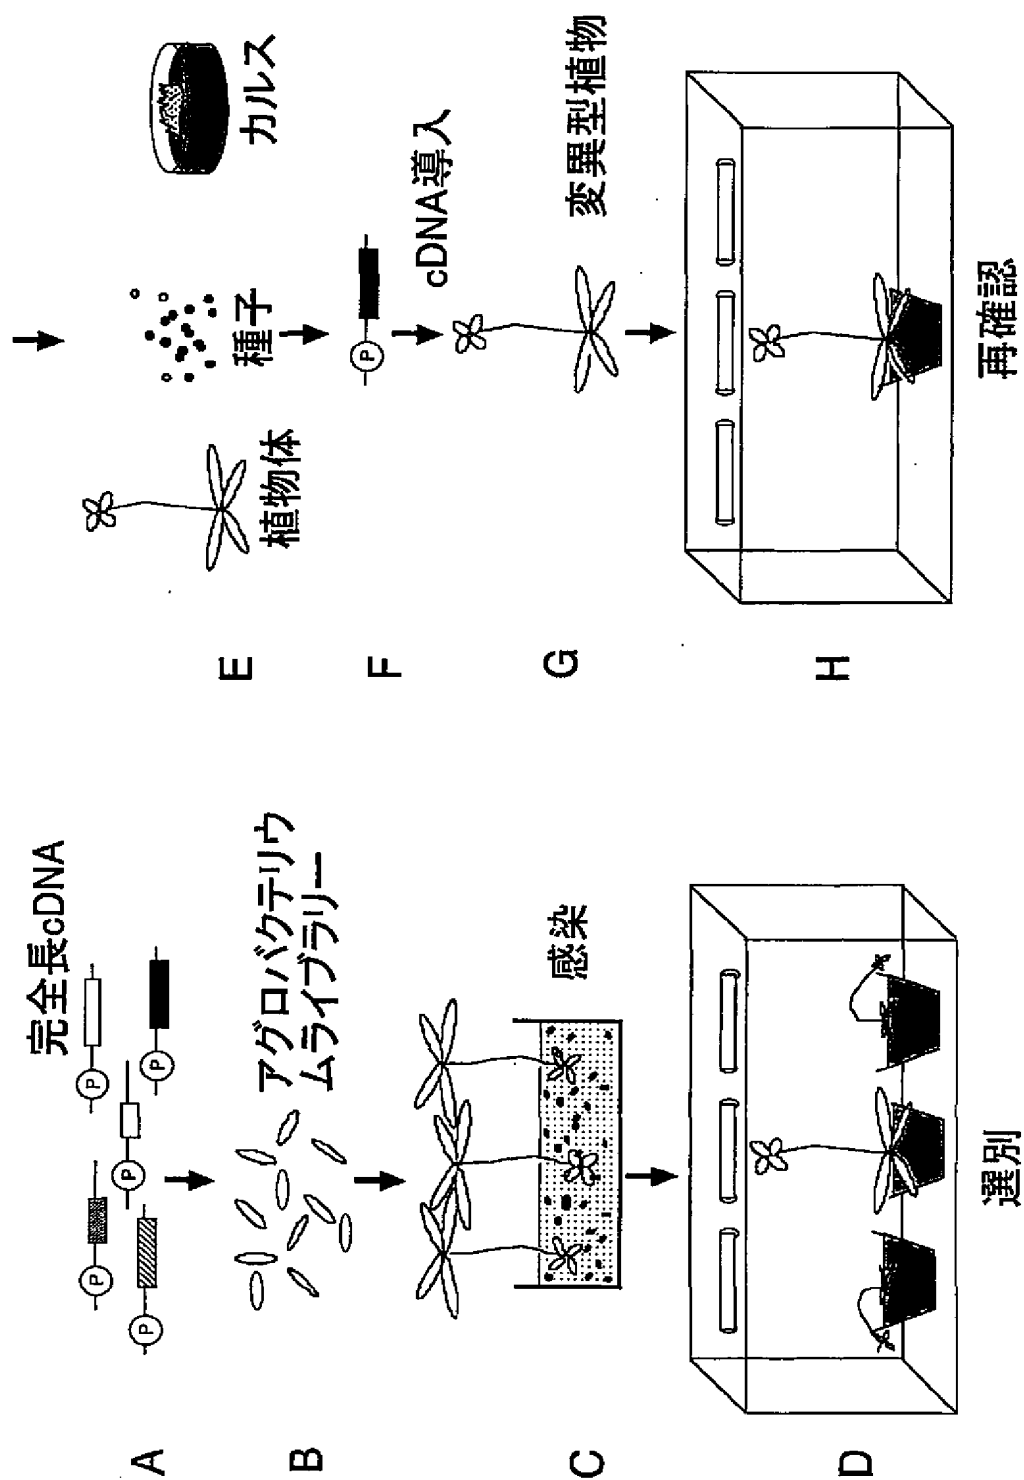 A
完全長cDNA
P
P
P
P
P
B
アグロバクテリウ
ムライブラリー
C
感染
D
選別
E
植物体
種子
カルス
F
P
cDNA導入
G
変異型植物
H
再確認